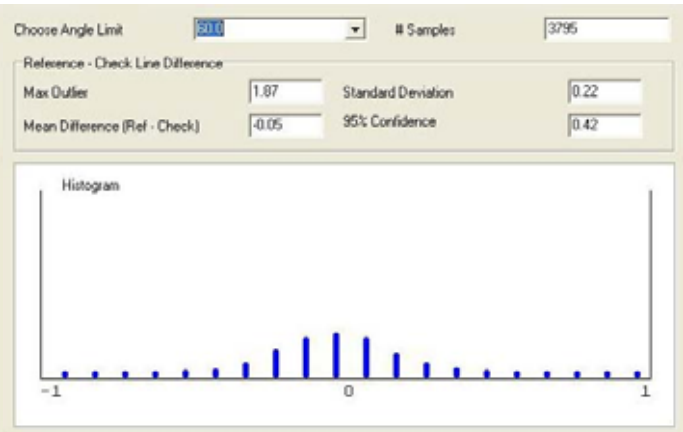 Choose Angle Limit 60.0 # Samples 3795
Reference - Check Line Difference
Max Outlier 1.87 Standard Deviation 0.22
Mean Difference (Ref - Check) -0.05 95% Confidence 0.42
Histogram
-1 0 1